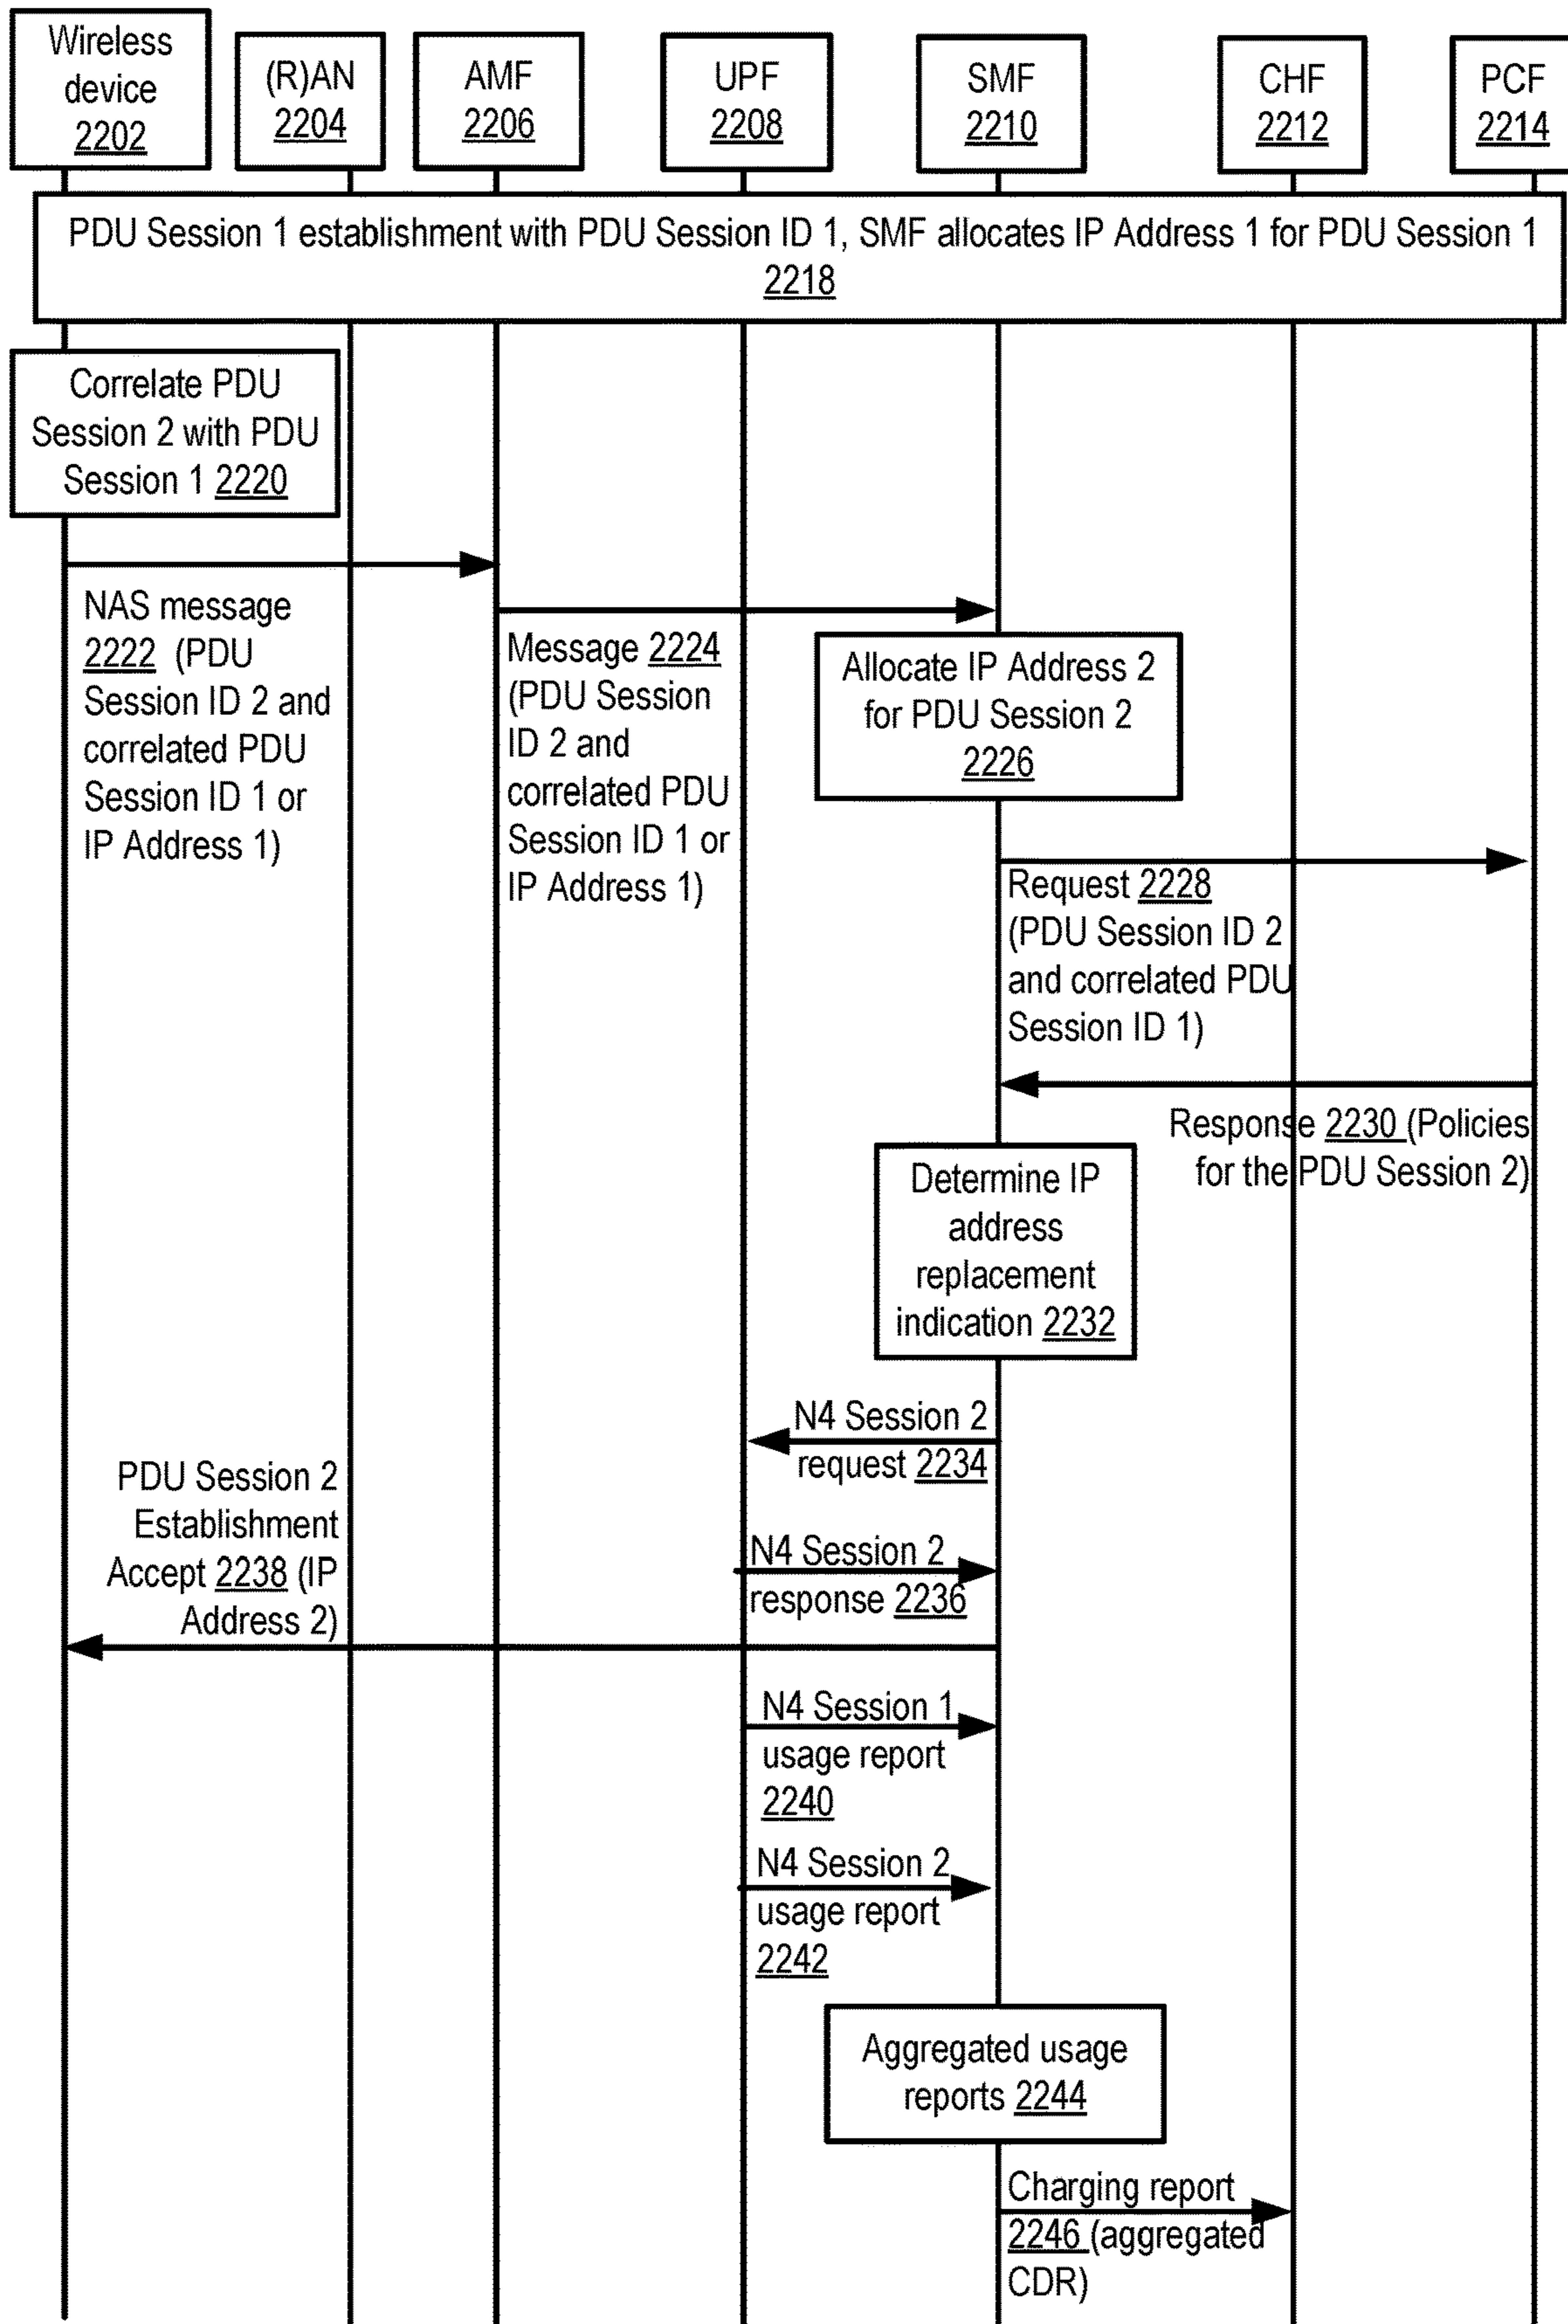 Wireless
device
2202
(R)AN
2204
AMF
2206
UPF
2208
SMF
2210
CHF
2212
PCF
2214
PDU Session 1 establishment with PDU Session ID 1, SMF allocates IP Address 1 for PDU Session 1
2218
Correlate PDU
Session 2 with PDU
Session 1 2220
NAS message
2222 (PDU
Session ID 2 and
correlated PDU
Session ID 1 or
IP Address 1)
Message 2224
(PDU Session
ID 2 and
correlated PDU
Session ID 1 or
IP Address 1)
Allocate IP Address 2
for PDU Session 2
2226
Request 2228
(PDU Session ID 2
and correlated PDU
Session ID 1)
Response 2230 (Policies
for the PDU Session 2)
Determine IP
address
replacement
indication 2232
N4 Session 2
request 2234
N4 Session 2
response 2236
PDU Session 2
Establishment
Accept 2238 (IP
Address 2)
N4 Session 1
usage report
2240
N4 Session 2
usage report
2242
Aggregated usage
reports 2244
Charging report
2246 (aggregated
CDR)